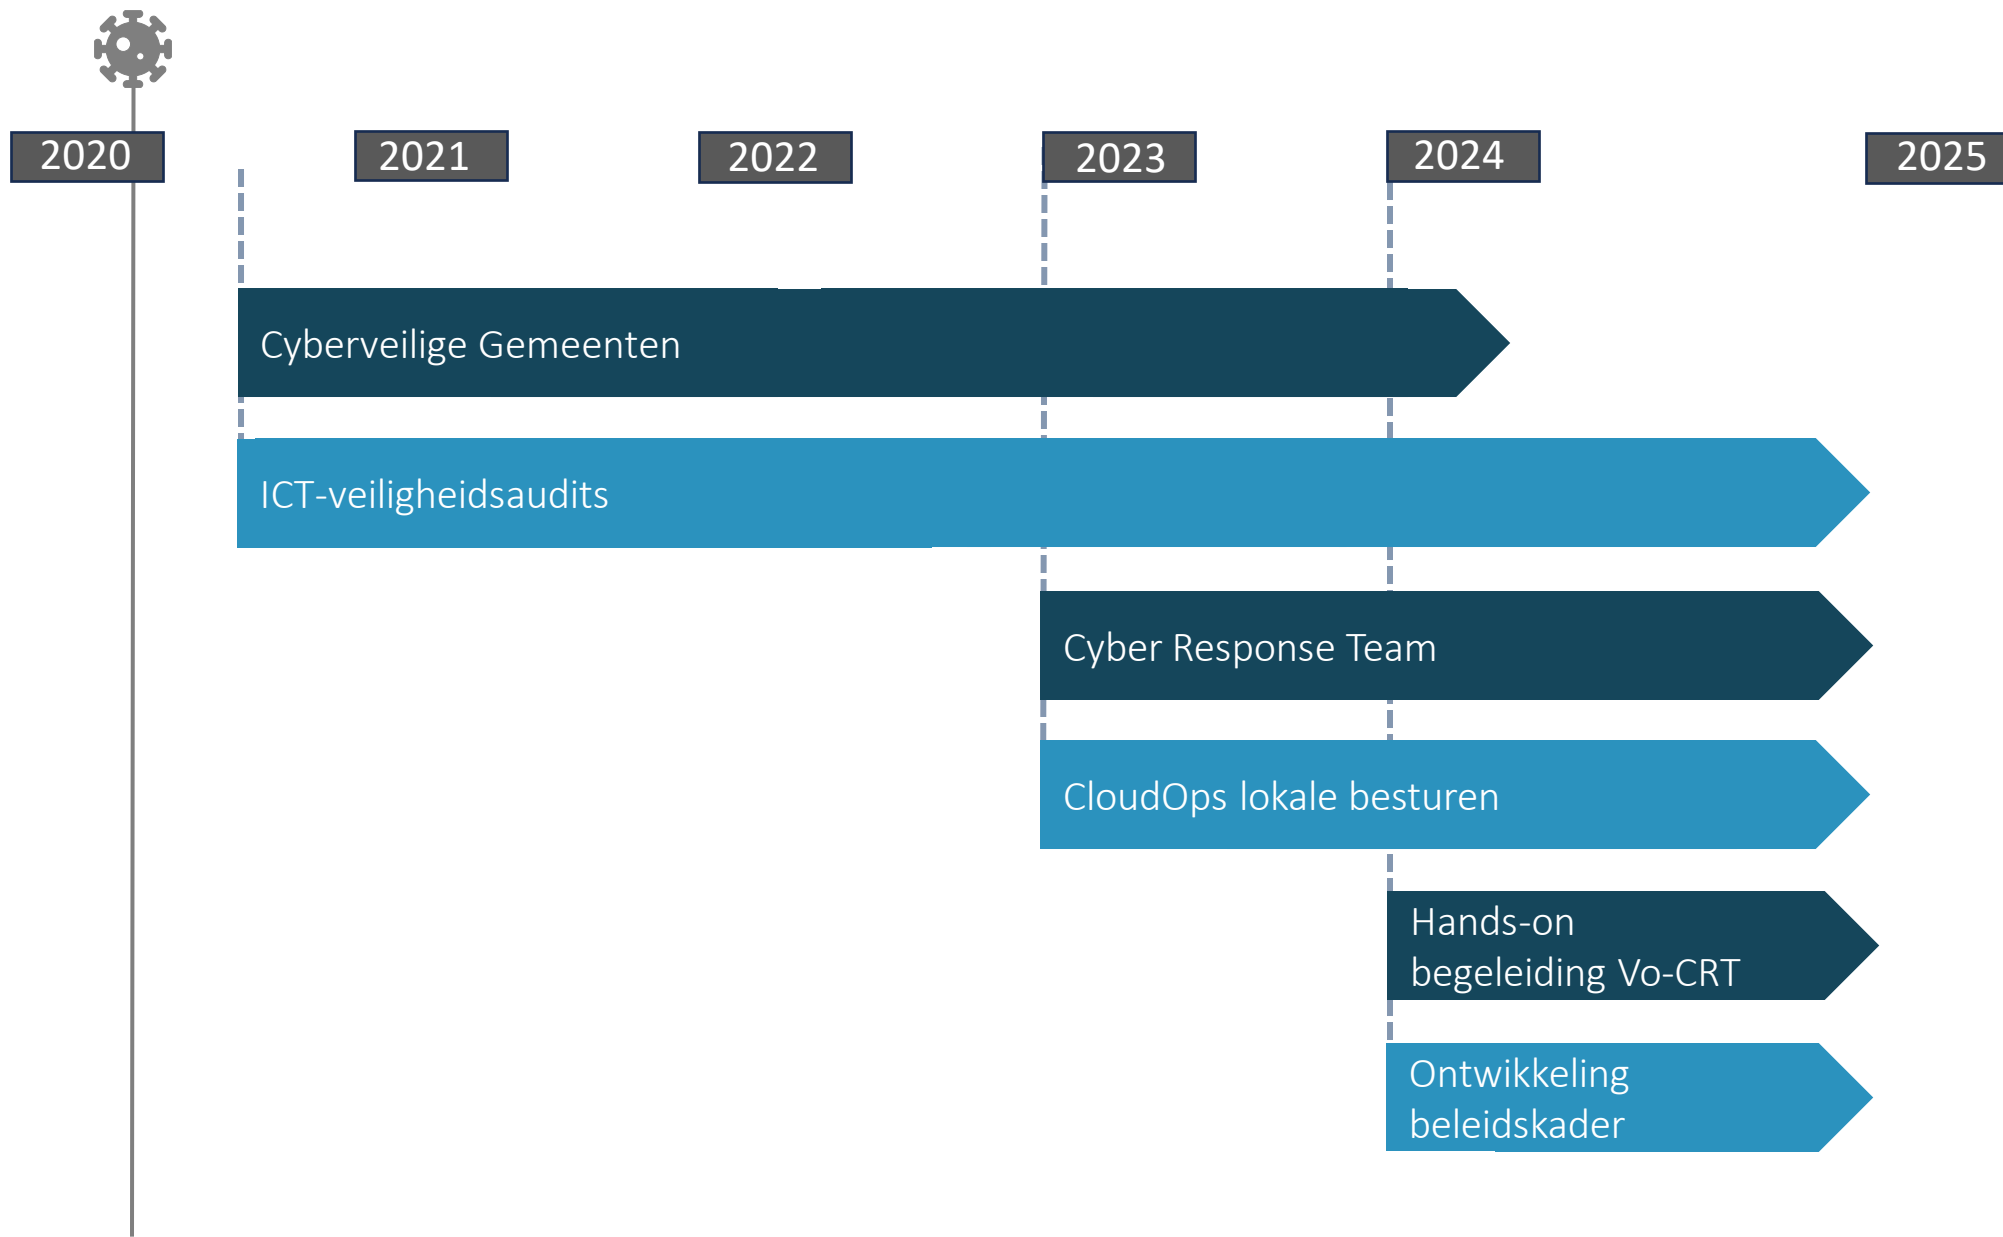 2020
2021
2022
2023
2024
2025
Cyberveilige Gemeenten
ICT-veiligheidsaudits
Cyber Response Team
CloudOps lokale besturen
Hands-on
begeleiding Vo-CRT
Ontwikkeling
beleidskader